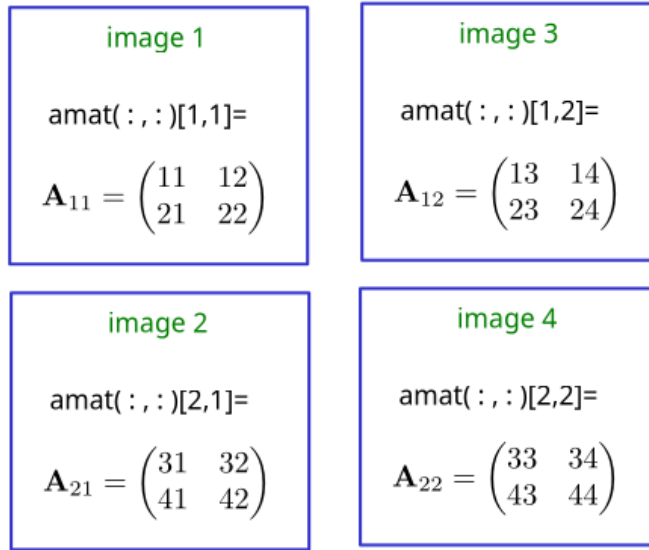 image 1
amat( : , : )[1,1]=
A₁₁ = (11 12
21 22)
image 3
amat( : , : )[1,2]=
A₁₂ = (13 14
23 24)
image 2
amat( : , : )[2,1]=
A₂₁ = (31 32
41 42)
image 4
amat( : , : )[2,2]=
A₂₂ = (33 34
43 44)